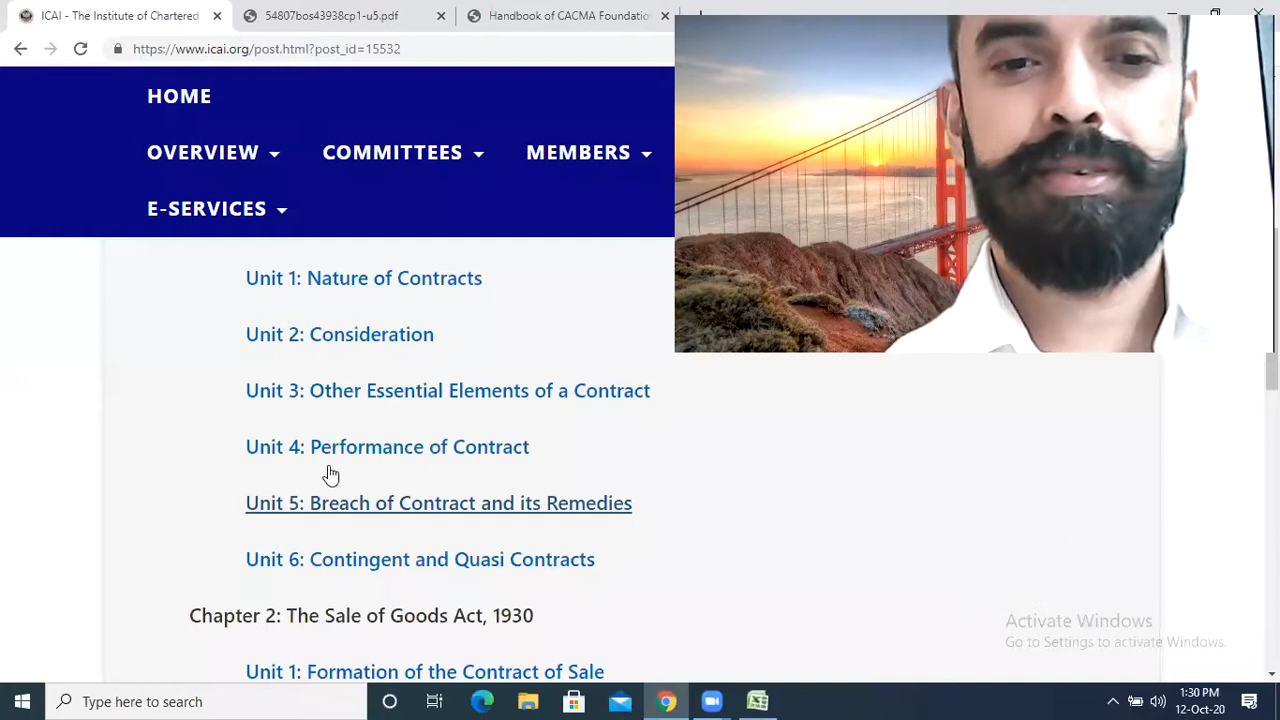 ICAI - The Institute of Chartered
54807bos43938cp1-u5.pdf
Handbook of CACMA Foundatio
https://www.icai.org/post.html?post_id=15532
HOME
OVERVIEW
COMMITTEES
MEMBERS
E-SERVICES
Unit 1: Nature of Contracts
Unit 2: Consideration
Unit 3: Other Essential Elements of a Contract
Unit 4: Performance of Contract
Unit 5: Breach of Contract and its Remedies
Unit 6: Contingent and Quasi Contracts
Chapter 2: The Sale of Goods Act, 1930
Unit 1: Formation of the Contract of Sale
Activate Windows
Go to Settings to activate Windows.
Type here to search
1:30 PM
12-Oct-20